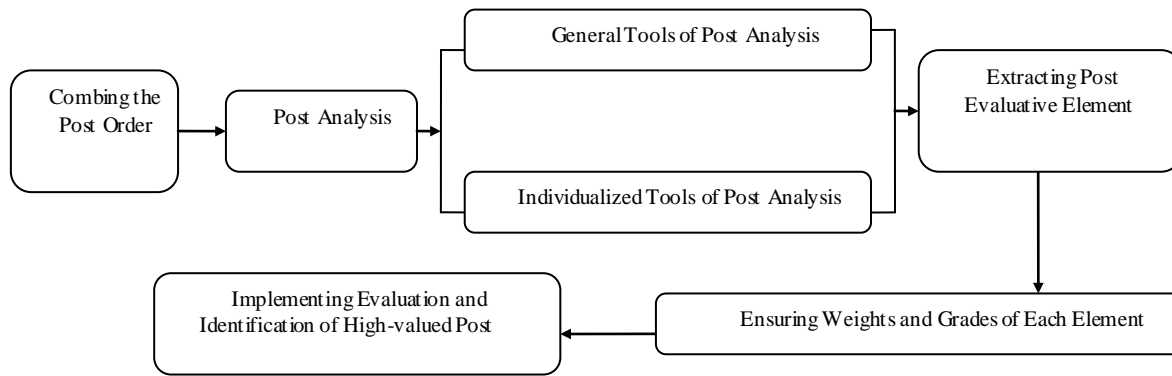 Combing the
Post Order
Post Analysis
General Tools of Post Analysis
Individualized Tools of Post Analysis
Extracting Post
Evaluative Element
Ensuring Weights and Grades of Each Element
Implementing Evaluation and
Identification of High-valued Post